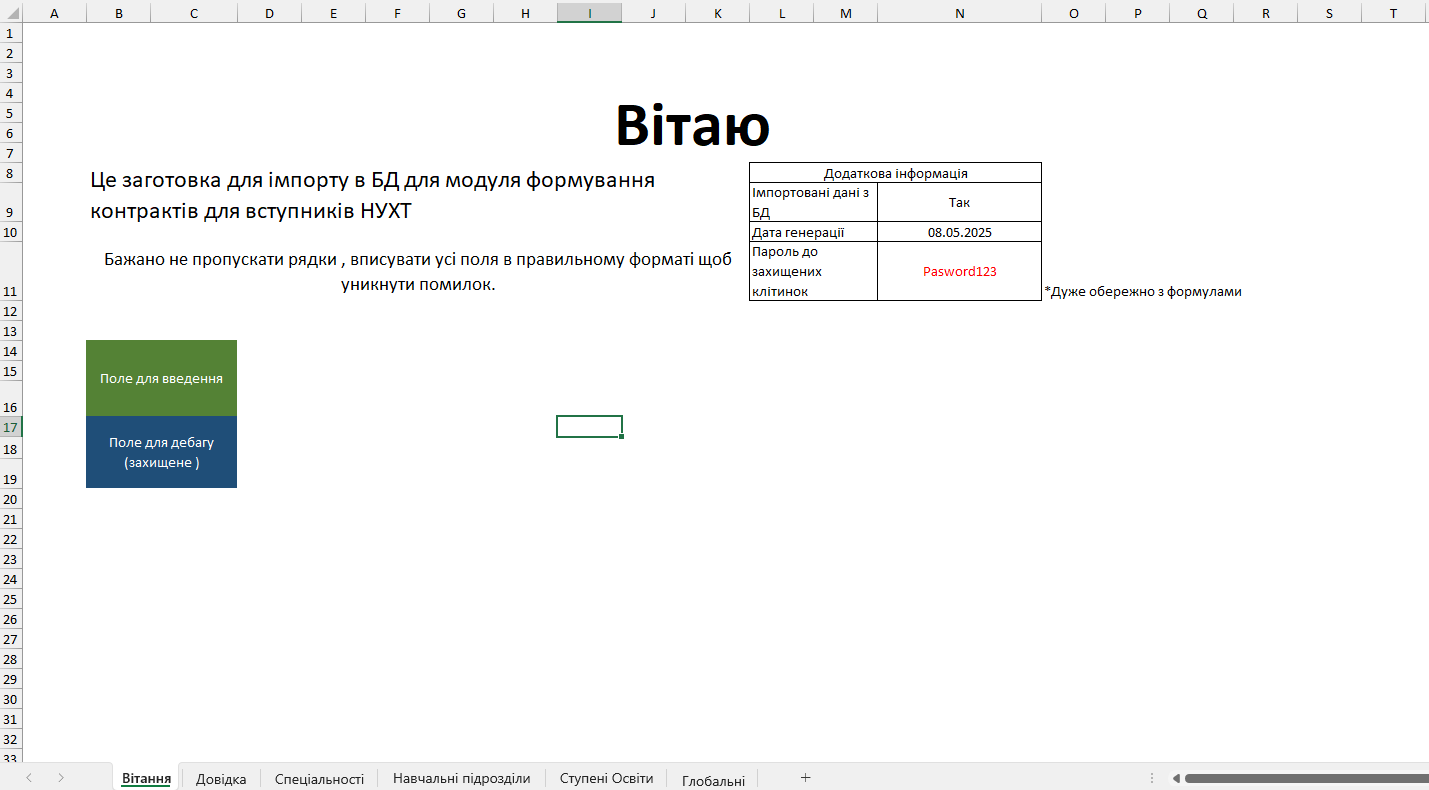 A B C D E F G H I J K L M N O P Q R S T
1
2
3
4
5
Вітаю
6
7
8
Це заготовка для імпорту в БД для модуля формування
контрактів для вступників НУХТ
Додаткова інформація
9
Імпортовані дані з
БД
Так
10
Дата генерації
08.05.2025
Бажано не пропускати рядки , вписувати усі поля в правильному форматі щоб
уникнути помилок.
11
Пароль до
захищених
клітинок
Pasword123
*Дуже обережно з формулами
12
13
14
15
Поле для введення
16
17
18
Поле для дебагу
(захищене )
19
20
21
22
23
24
25
26
27
28
29
30
31
32
33
Вітання Довідка Спеціальності Навчальні підрозділи Ступені Освіти Глобальні +